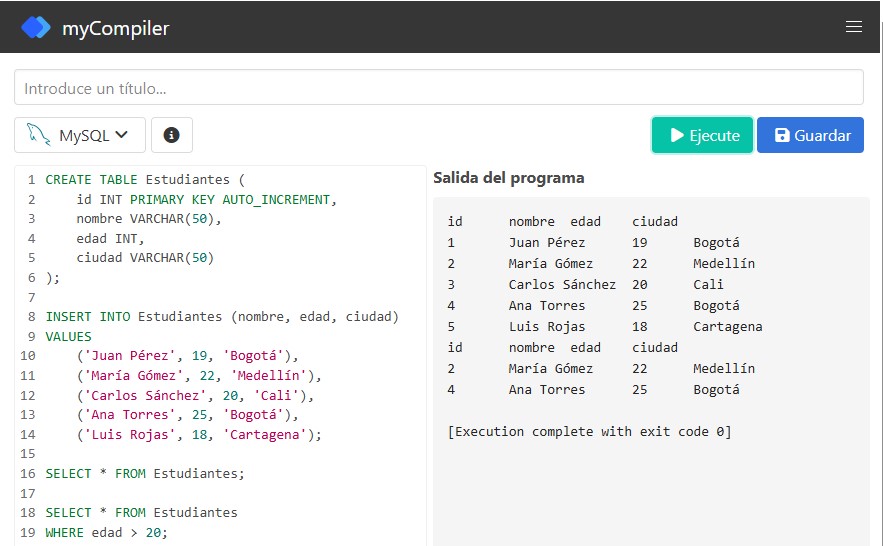 myCompiler
Introduce un título...
MySQL
Ejecute
Guardar
1 CREATE TABLE Estudiantes (
2     id INT PRIMARY KEY AUTO_INCREMENT,
3     nombre VARCHAR(50),
4     edad INT,
5     ciudad VARCHAR(50)
6 );
7
8 INSERT INTO Estudiantes (nombre, edad, ciudad)
9 VALUES
10     ('Juan Pérez', 19, 'Bogotá'),
11     ('María Gómez', 22, 'Medellín'),
12     ('Carlos Sánchez', 20, 'Cali'),
13     ('Ana Torres', 25, 'Bogotá'),
14     ('Luis Rojas', 18, 'Cartagena');
15
16 SELECT * FROM Estudiantes;
17
18 SELECT * FROM Estudiantes
19 WHERE edad > 20;
Salida del programa
id nombre edad ciudad
1 Juan Pérez 19 Bogotá
2 María Gómez 22 Medellín
3 Carlos Sánchez 20 Cali
4 Ana Torres 25 Bogotá
5 Luis Rojas 18 Cartagena
id nombre edad ciudad
2 María Gómez 22 Medellín
4 Ana Torres 25 Bogotá
[Execution complete with exit code 0]